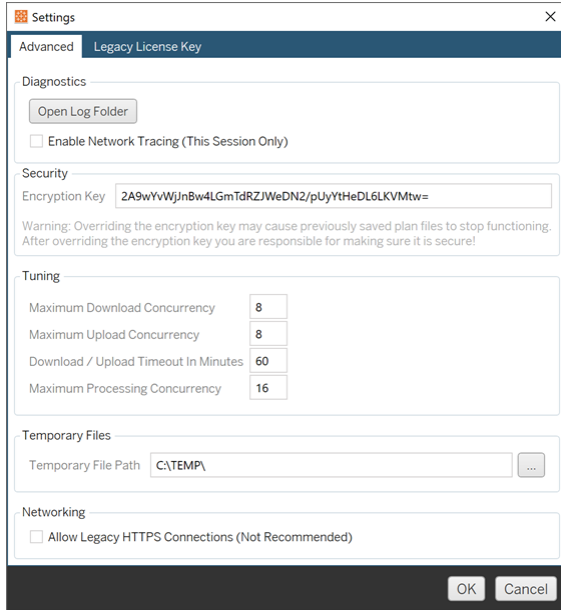 Settings
Advanced
Legacy License Key
Diagnostics
Open Log Folder
Enable Network Tracing (This Session Only)
Security
Encryption Key
2A9wYvWjJnBw4LGmTdRZJWeDN2/pUyYtHeDL6LKVMtw=
Warning: Overriding the encryption key may cause previously saved plan files to stop functioning.
After overriding the encryption key you are responsible for making sure it is secure!
Tuning
Maximum Download Concurrency
8
Maximum Upload Concurrency
8
Download / Upload Timeout In Minutes
60
Maximum Processing Concurrency
16
Temporary Files
Temporary File Path
C:\TEMP\
...
Networking
Allow Legacy HTTPS Connections (Not Recommended)
OK
Cancel